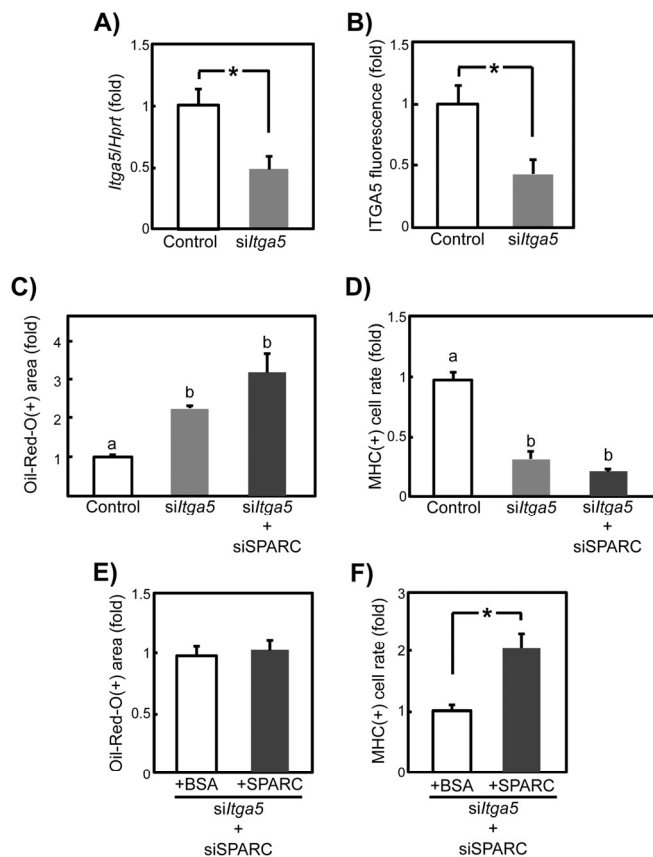 A)
Itga5/Hprt (fold)
1.5
1
0.5
0
*
Control
siItga5
B)
ITGA5 fluorescence (fold)
1.5
1
0.5
0
*
Control
siItga5
C)
Oil-Red-O(+) area (fold)
4
3
2
1
a
b
b
Control
siItga5
siItga5
+
siSPARC
D)
MHC(+) cell rate (fold)
1.5
1
0.5
0
a
b
b
Control
siItga5
siItga5
+
siSPARC
E)
Oil-Red-O(+) area (fold)
1.5
1
0.5
0
+BSA
+SPARC
siItga5
+
siSPARC
F)
MHC(+) cell rate (fold)
3
2
1
0
*
+BSA
+SPARC
siItga5
+
siSPARC